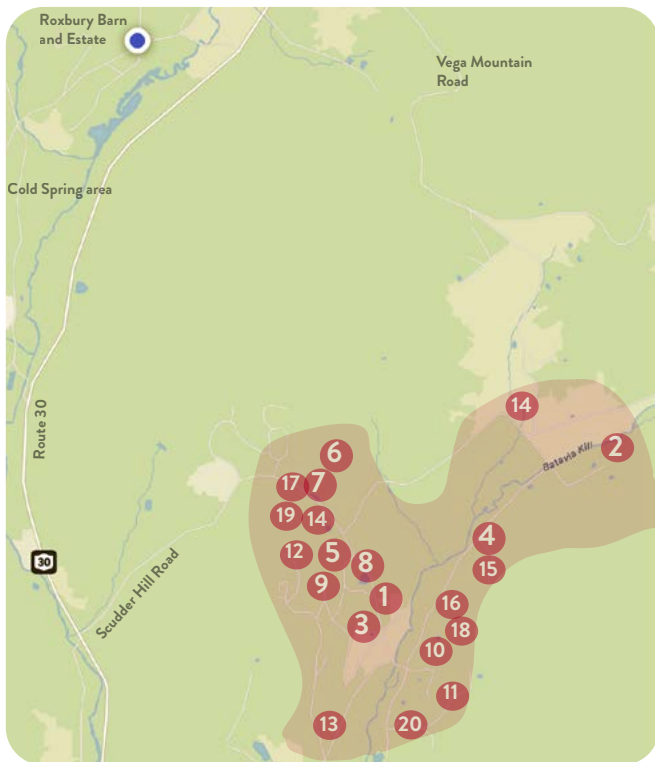 Roxbury Barn
and Estate
Vega Mountain
Road
Cold Spring area
Route 30
30
Scudder Hill Road
Batavia Kill
14
2
6
17
7
19
14
4
12
5
8
15
9
1
16
3
18
10
11
13
20